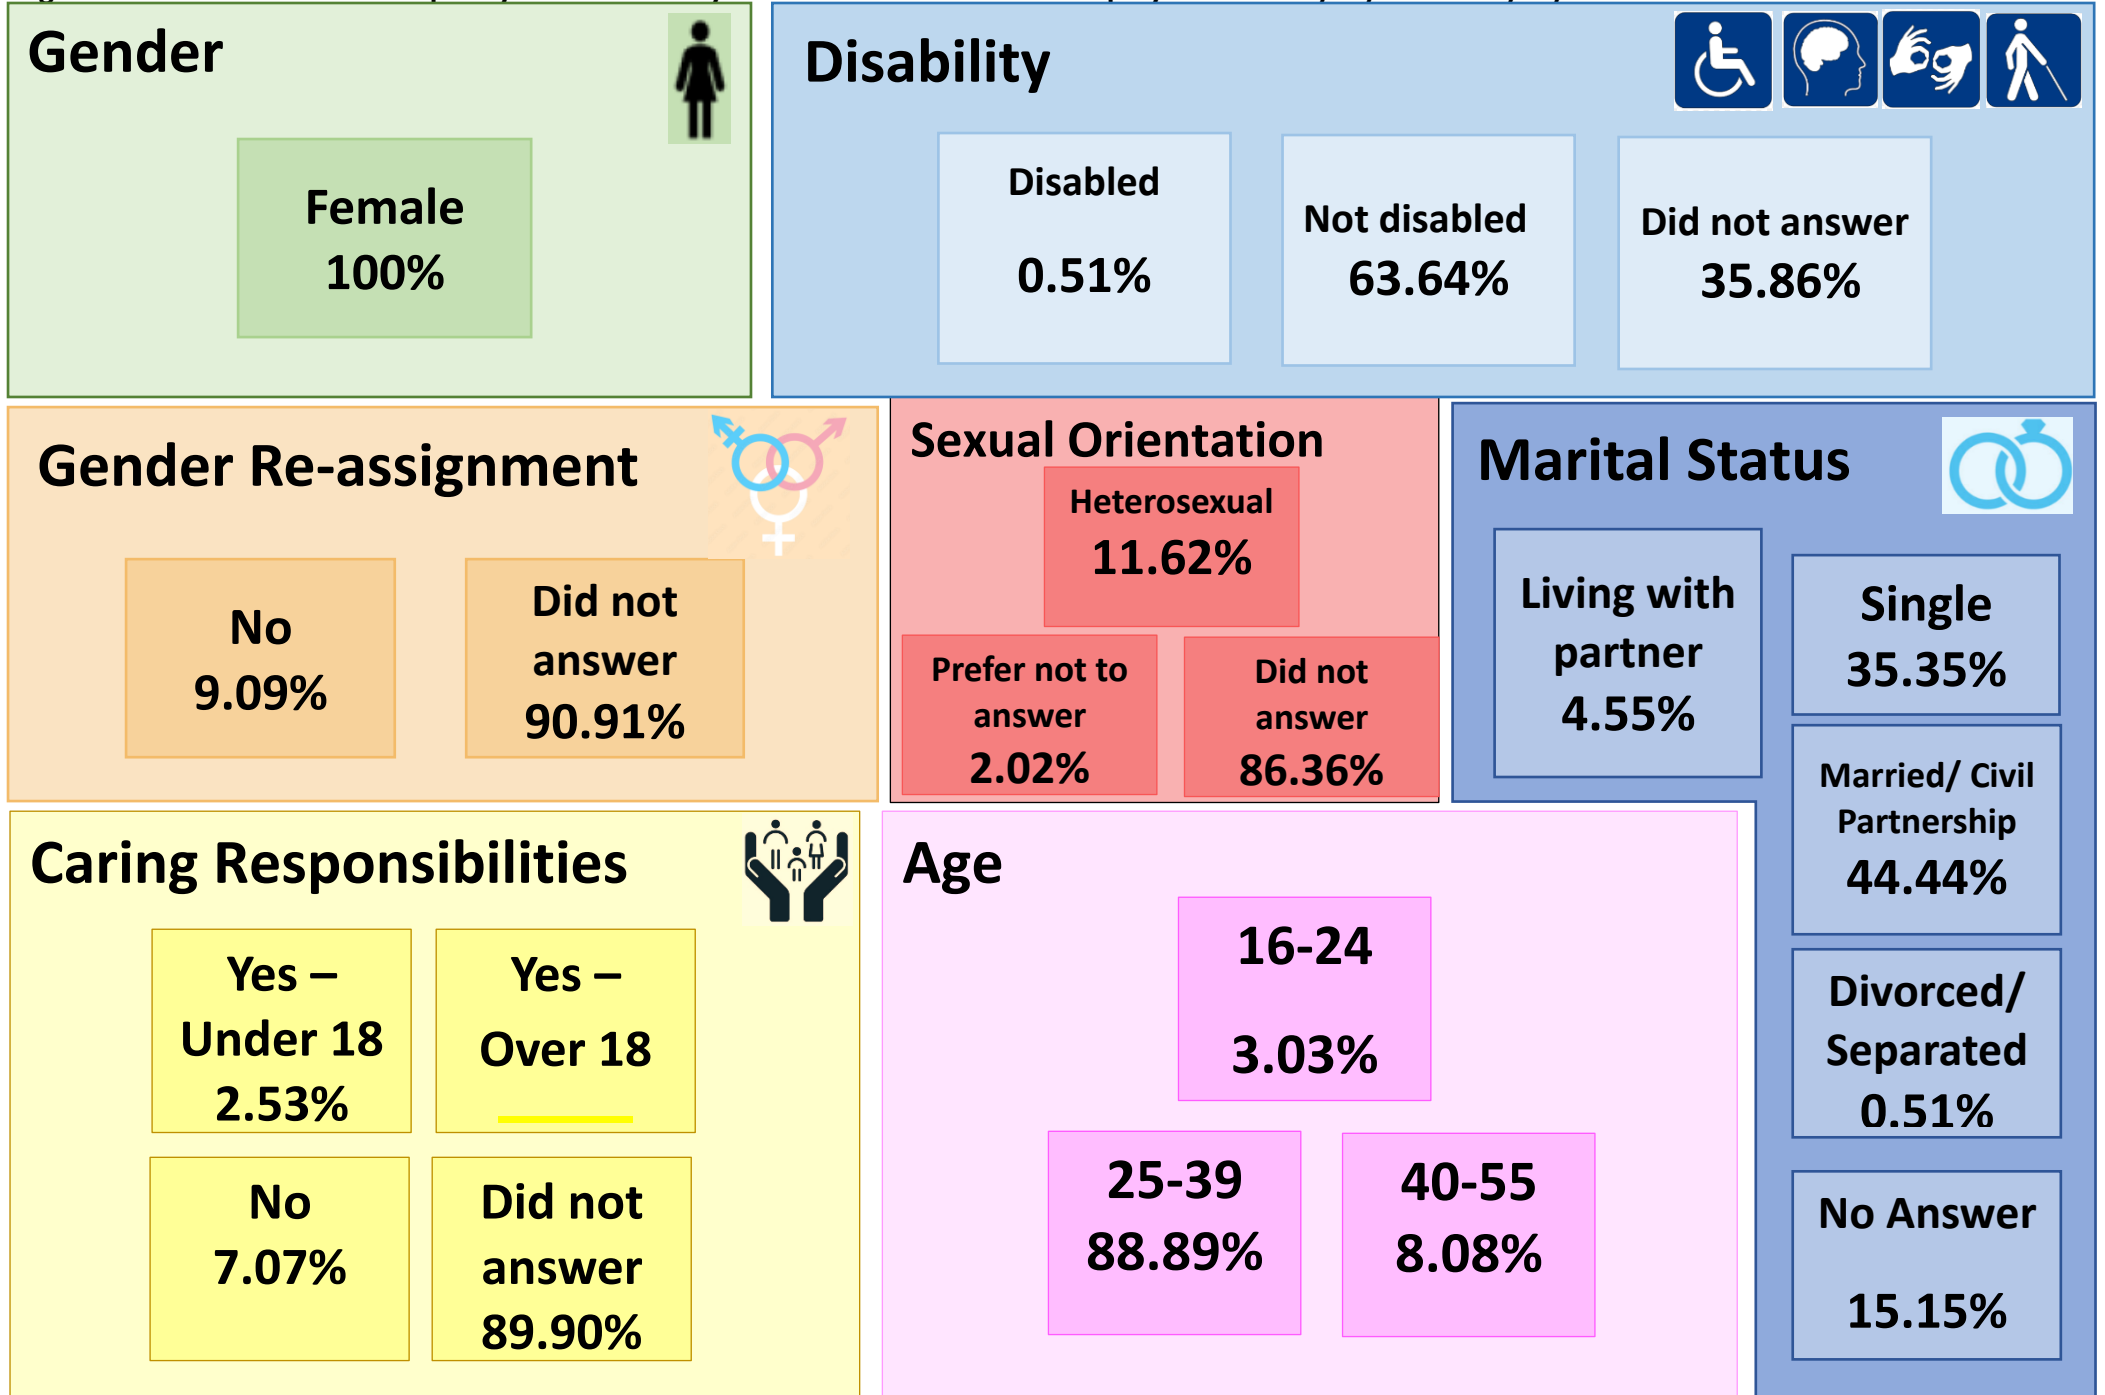 Gender
Female
100%
Disability
Disabled
0.51%
Not disabled
63.64%
Did not answer
35.86%
Gender Re-assignment
No
9.09%
Did not
answer
90.91%
Sexual Orientation
Heterosexual
11.62%
Prefer not to
answer
2.02%
Did not
answer
86.36%
Marital Status
Living with
partner
4.55%
Single
35.35%
Married/ Civil
Partnership
44.44%
Divorced/
Separated
0.51%
No Answer
15.15%
Caring Responsibilities
Yes –
Under 18
2.53%
Yes –
Over 18
No
7.07%
Did not
answer
89.90%
Age
16-24
3.03%
25-39
88.89%
40-55
8.08%